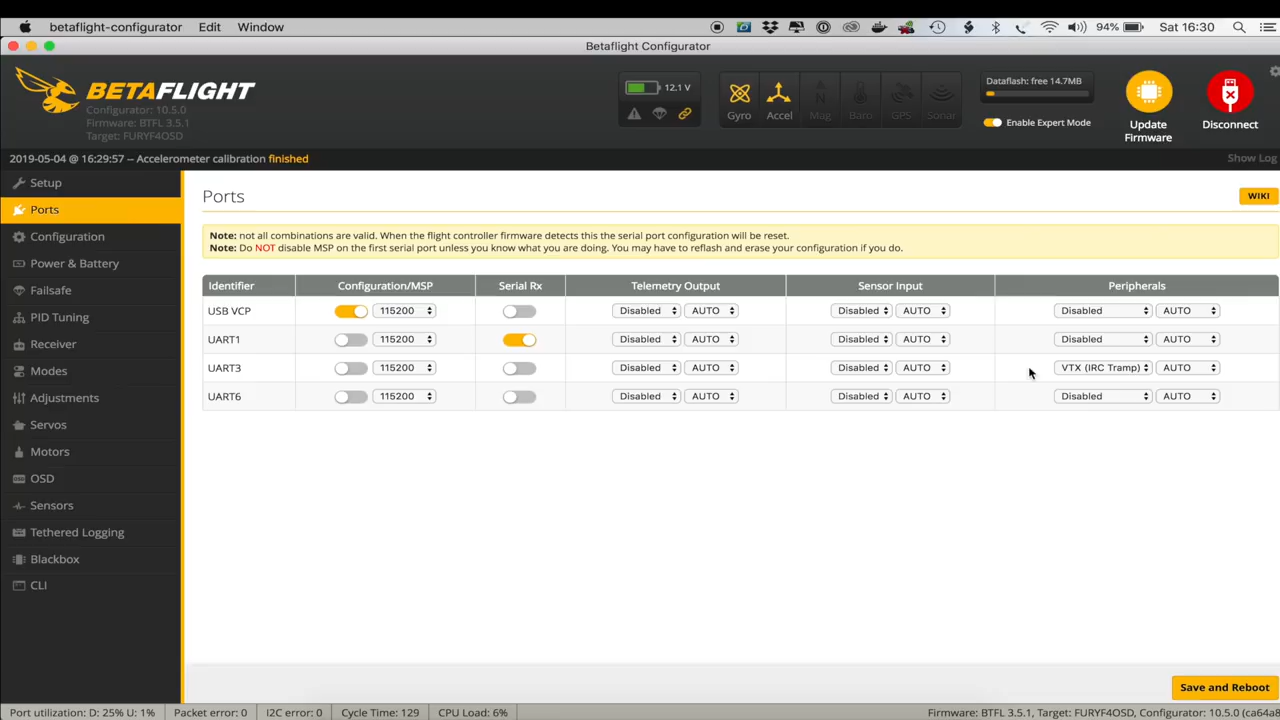 betaflight-configurator Edit Window 94% Sat 16:30
Betaflight Configurator
BETAFLIGHT
Configurator: 10.5.0
Firmware: BTFL 3.5.1
Target: FURYF4OSD
12.1 V
Gyro Accel Mag Baro GPS Sonar
Dataflash: free 14.7MB
Enable Expert Mode
Update Firmware
Disconnect
2019-05-04 @ 16:29:57 -- Accelerometer calibration finished
Show Log
Setup
Ports
Configuration
Power & Battery
Failsafe
PID Tuning
Receiver
Modes
Adjustments
Servos
Motors
OSD
Sensors
Tethered Logging
Blackbox
CLI
Ports
WIKI
Note: not all combinations are valid. When the flight controller firmware detects this the serial port configuration will be reset.
Note: Do NOT disable MSP on the first serial port unless you know what you are doing. You may have to reflash and erase your configuration if you do.
Identifier Configuration/MSP Serial Rx Telemetry Output Sensor Input Peripherals
USB VCP 115200 Disabled AUTO Disabled AUTO Disabled AUTO
UART1 115200 Disabled AUTO Disabled AUTO Disabled AUTO
UART3 115200 Disabled AUTO Disabled AUTO VTX (IRC Tramp) AUTO
UART6 115200 Disabled AUTO Disabled AUTO Disabled AUTO
Save and Reboot
Port utilization: D: 25% U: 1% Packet error: 0 I2C error: 0 Cycle Time: 129 CPU Load: 6% Firmware: BTFL 3.5.1, Target: FURYF4OSD, Configurator: 10.5.0 (ca64a8